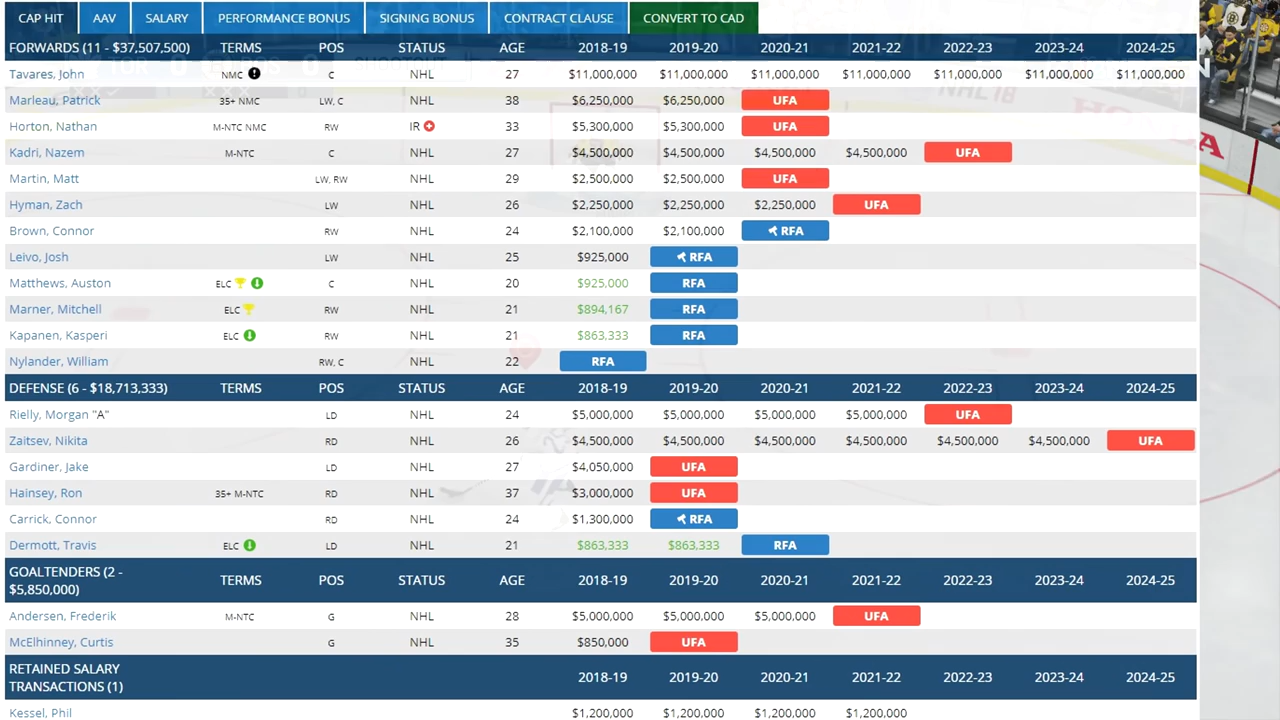 CAP HIT AAV SALARY PERFORMANCE BONUS SIGNING BONUS CONTRACT CLAUSE CONVERT TO CAD
FORWARDS (11 - $37,507,500) TERMS POS STATUS AGE 2018-19 2019-20 2020-21 2021-22 2022-23 2023-24 2024-25
Tavares, John NMC C NHL 27 $11,000,000 $11,000,000 $11,000,000 $11,000,000 $11,000,000 $11,000,000 $11,000,000
Marleau, Patrick 35+ NMC LW, C NHL 38 $6,250,000 $6,250,000 UFA
Horton, Nathan M-NTC NMC RW IR 33 $5,300,000 $5,300,000 UFA
Kadri, Nazem M-NTC C NHL 27 $4,500,000 $4,500,000 $4,500,000 $4,500,000 UFA
Martin, Matt LW, RW NHL 29 $2,500,000 $2,500,000 UFA
Hyman, Zach LW NHL 26 $2,250,000 $2,250,000 $2,250,000 UFA
Brown, Connor RW NHL 24 $2,100,000 $2,100,000 RFA
Leivo, Josh LW NHL 25 $925,000 RFA
Matthews, Auston ELC C NHL 20 $925,000 RFA
Marner, Mitchell ELC RW NHL 21 $894,167 RFA
Kapanen, Kasperi ELC RW NHL 21 $863,333 RFA
Nylander, William RW, C NHL 22 RFA
DEFENSE (6 - $18,713,333) TERMS POS STATUS AGE 2018-19 2019-20 2020-21 2021-22 2022-23 2023-24 2024-25
Rielly, Morgan "A" LD NHL 24 $5,000,000 $5,000,000 $5,000,000 $5,000,000 UFA
Zaitsev, Nikita RD NHL 26 $4,500,000 $4,500,000 $4,500,000 $4,500,000 $4,500,000 $4,500,000 UFA
Gardiner, Jake LD NHL 27 $4,050,000 UFA
Hainsey, Ron 35+ M-NTC RD NHL 37 $3,000,000 UFA
Carrick, Connor RD NHL 24 $1,300,000 RFA
Dermott, Travis ELC LD NHL 21 $863,333 $863,333 RFA
GOALTENDERS (2 -
$5,850,000) TERMS POS STATUS AGE 2018-19 2019-20 2020-21 2021-22 2022-23 2023-24 2024-25
Andersen, Frederik M-NTC G NHL 28 $5,000,000 $5,000,000 $5,000,000 UFA
McElhinney, Curtis G NHL 35 $850,000 UFA
RETAINED SALARY
TRANSACTIONS (1) 2018-19 2019-20 2020-21 2021-22 2022-23 2023-24 2024-25
Kessel, Phil $1,200,000 $1,200,000 $1,200,000 $1,200,000